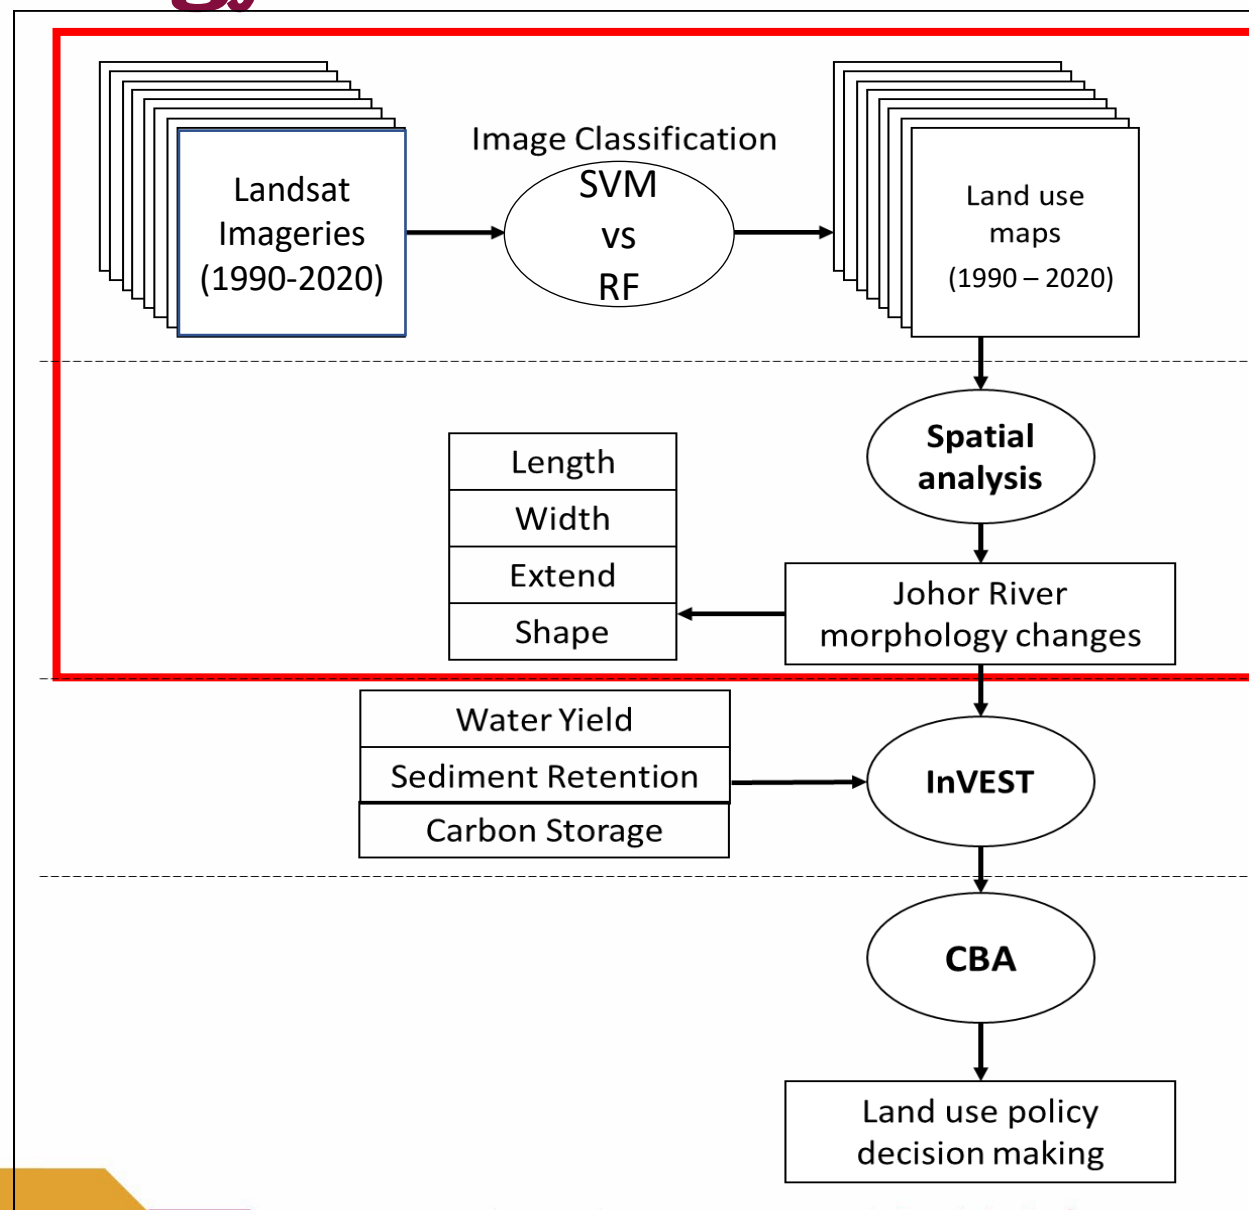 Image Classification
Landsat
Imageries
(1990-2020)
SVM
vs
RF
Land use
maps
(1990 – 2020)
Spatial
analysis
Length
Width
Extend
Shape
Johor River
morphology changes
Water Yield
Sediment Retention
Carbon Storage
InVEST
CBA
Land use policy
decision making